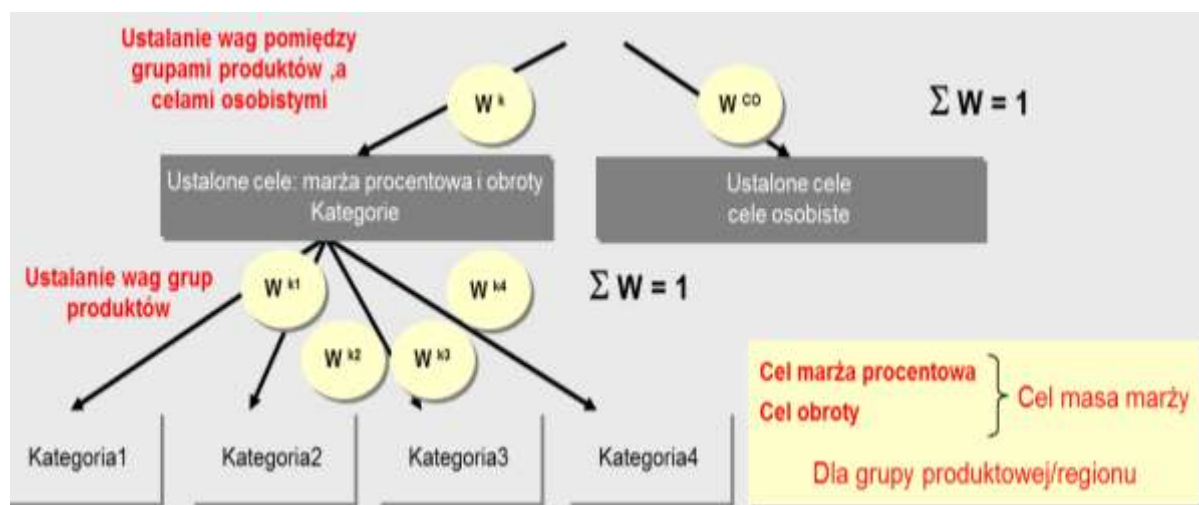 Ustalanie wag pomiędzy
grupami produktów ,a
celami osobistymi
W k
W CO
∑ W = 1
Ustalone cele: marża procentowa i obroty
Kategorie
Ustalone cele
cele osobiste
Ustalanie wag grup
produktów
W k1
W k2
W k3
W k4
∑ W = 1
Kategoria1
Kategoria2
Kategoria3
Kategoria4
Cel marża procentowa
Cel obroty
Cel masa marży
Dla grupy produktowej/regionu